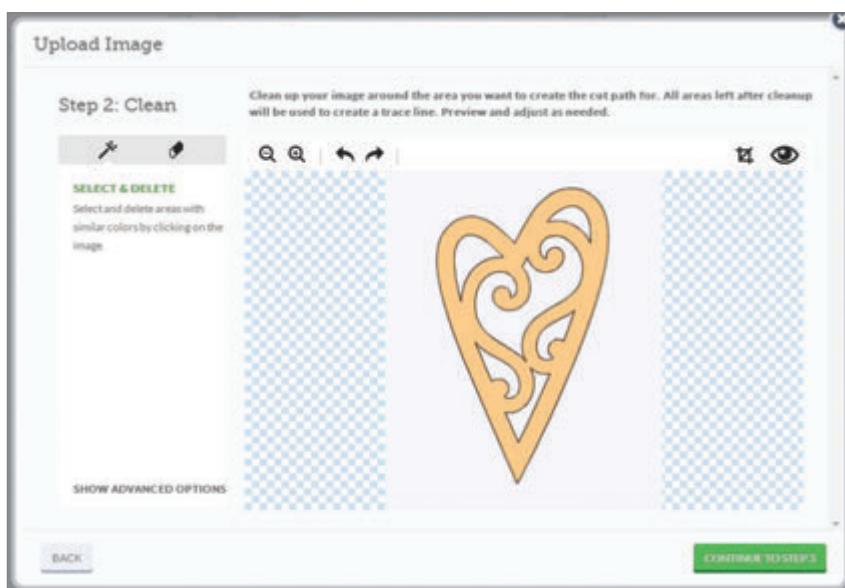 Upload Image
Step 2: Clean
Clean up your image around the area you want to create the cut path for. All areas left after cleanup
will be used to create a trace line. Preview and adjust as needed.
SELECT & DELETE
Select and delete areas with
similar colors by clicking on the
image.
SHOW ADVANCED OPTIONS
BACK
CONTINUE TO STEP 3